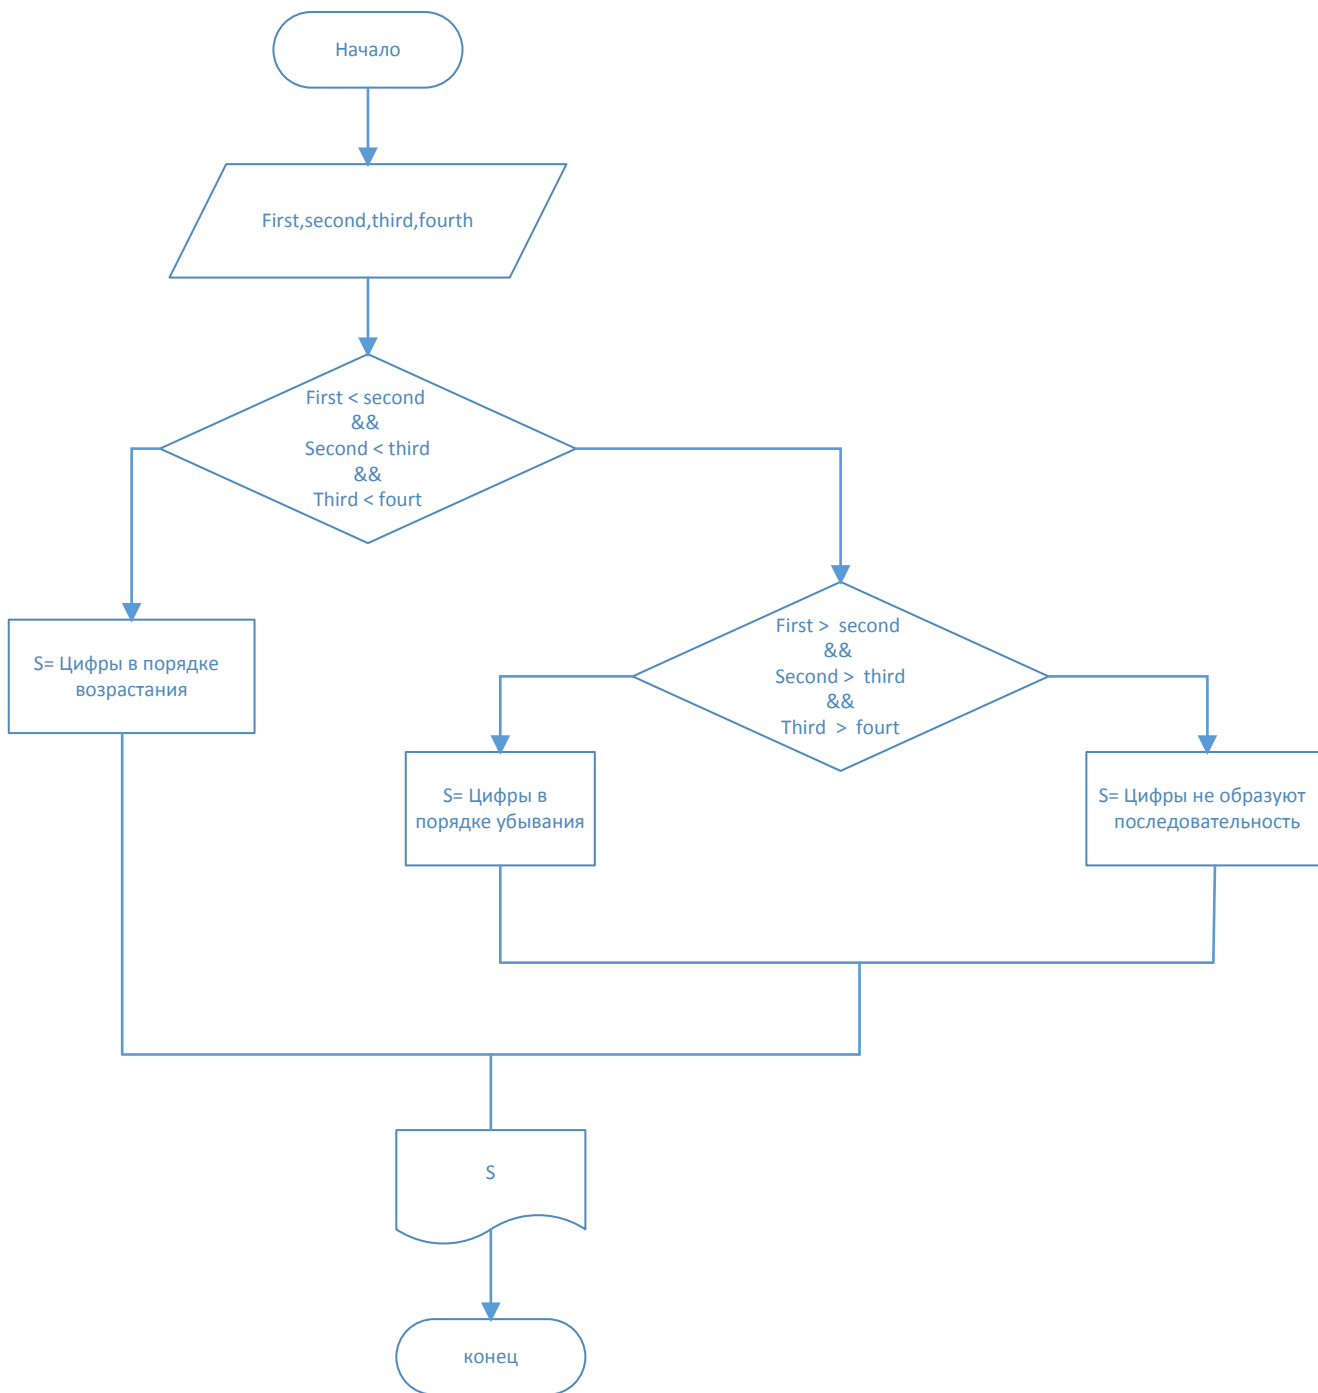 Начало
First,second,third,fourth
First < second
&&
Second < third
&&
Third < fourt
First >  second
&&
Second >  third
&&
Third  >  fourt
S= Цифры в порядке
возрастания
S= Цифры в
порядке убывания
S= Цифры не образуют
последовательность
S
конец